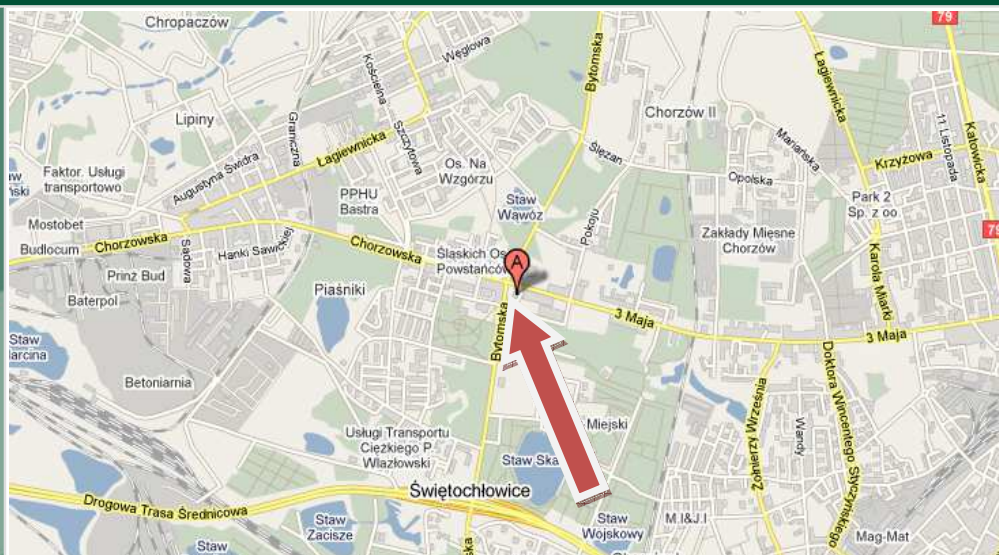 Chropaczów
79
Węglowa
Kościelna
Bytomska
Łagiewnicka
Katowicka
Lipiny
Graniczna
Szczytowa
Chorzów II
11 Listopada
Augustyna Świdra
Łagiewnicka
Ślężan
Mariańska
Krzyżowa
Faktor. Usługi
transportowo
Os. Na
Wzgórzu
Opolska
PPHU
Bastra
Staw
Wąwóz
Park 2
Sp. z oo
Mostobet
Pokoju
Zakłady Mięsne
Chorzów
79
Budlocum
Chorzowska
Sądowa
Hanki Sawickiej
Chorzowska
Śląskich
Powstańców
A
Karola Miarki
Prinż Bud
Piaśniki
Baterpol
3 Maja
Bytomska
3 Maja
Staw
Betoniarnia
Doktora Wincentego Styczyńskiego
Żołnierzy Września
Wandy
Miejski
Usługi Transportu
Ciężkiego P.
Wlazłowski
Staw
Świętochłowice
Drogowa Trasa Średnicowa
Staw
Zacisze
Staw
Wojskowy
M.I&J.I
Mag-Mat
Staw